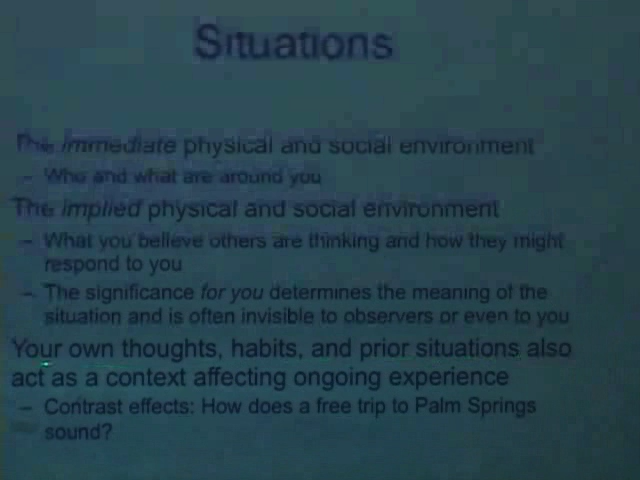 Situations
The immediate physical and social environment
– Who and what are around you
The implied physical and social environment
– What you believe others are thinking and how they might
respond to you
– The significance for you determines the meaning of the
situation and is often invisible to observers or even to you
Your own thoughts, habits, and prior situations also
act as a context affecting ongoing experience
– Contrast effects: How does a free trip to Palm Springs
sound?